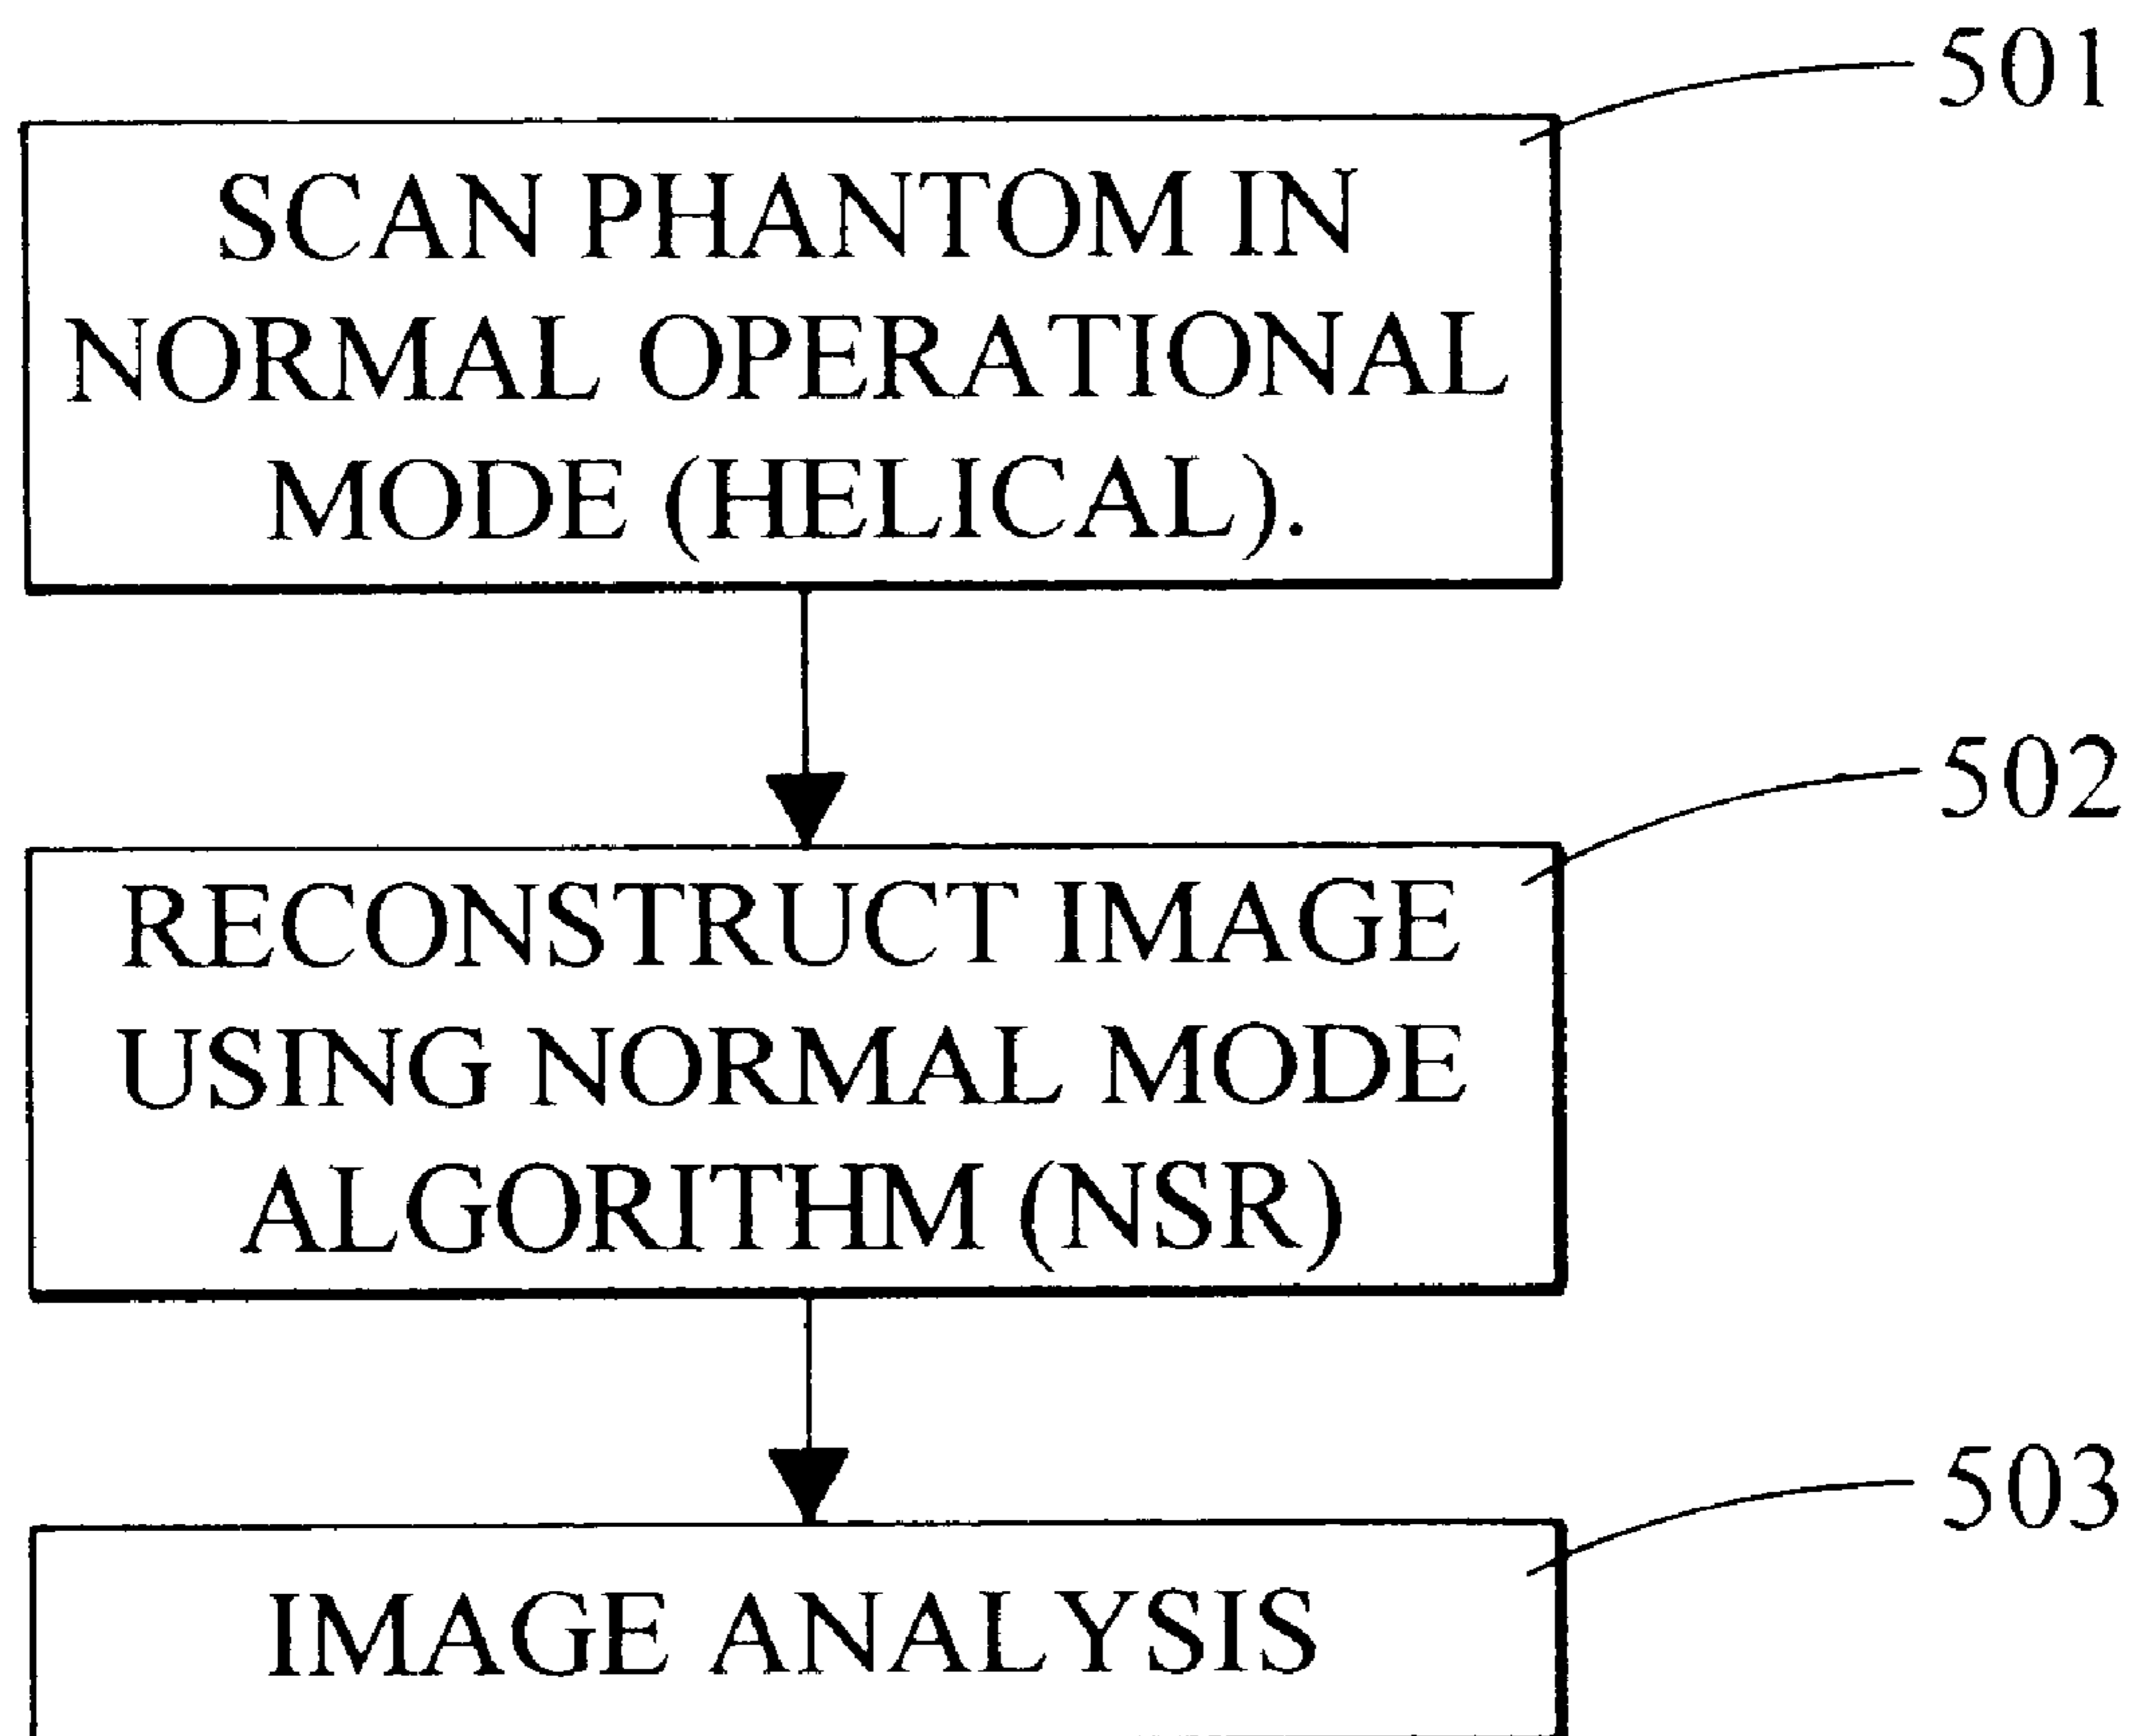 501
SCAN PHANTOM IN
NORMAL OPERATIONAL
MODE (HELICAL).
502
RECONSTRUCT IMAGE
USING NORMAL MODE
ALGORITHM (NSR)
503
IMAGE ANALYSIS